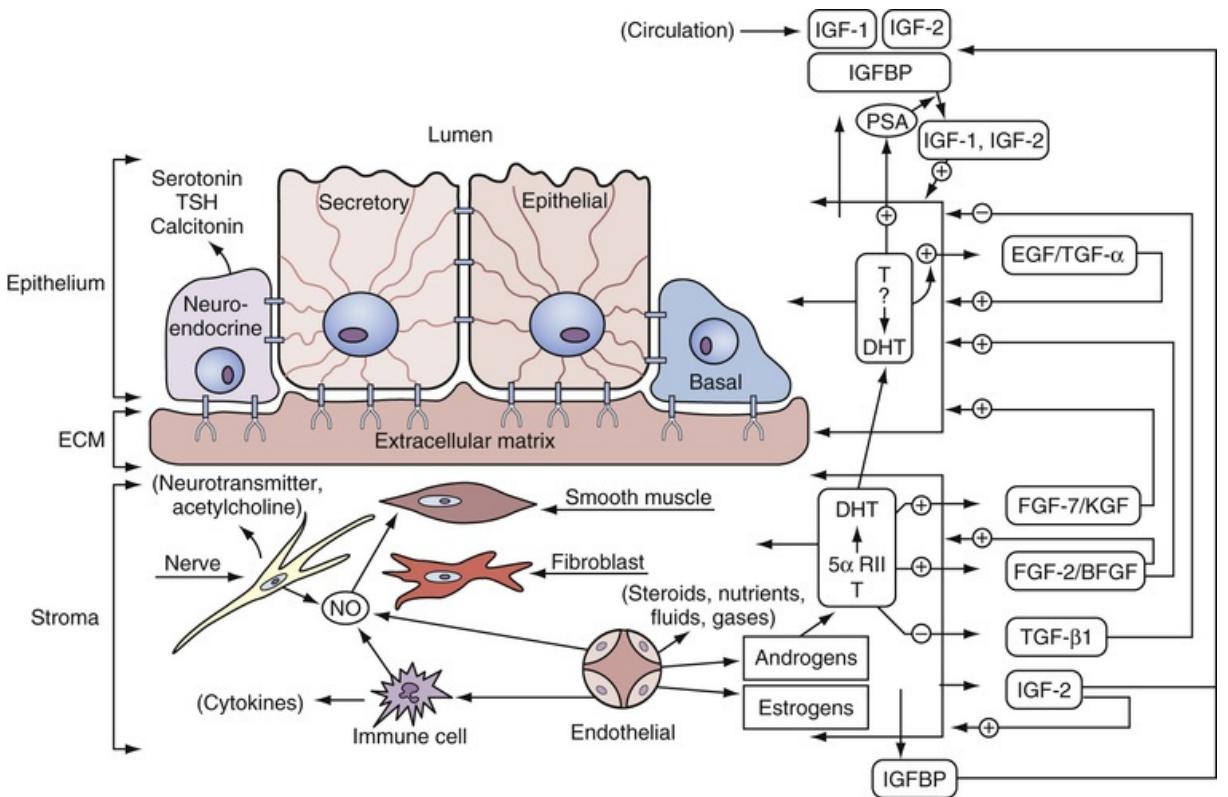 (Circulation)
IGF-1
IGF-2
IGFBP
PSA
IGF-1, IGF-2
+
Lumen
Serotonin
TSH
Calcitonin
Secretory
Epithelial
Epithelium
Neuro-
endocrine
Basal
+
+
T
?
DHT
−
EGF/TGF-α
+
+
+
ECM
Extracellular matrix
Stroma
(Neurotransmitter,
acetylcholine)
Smooth muscle
Nerve
Fibroblast
NO
(Steroids, nutrients,
fluids, gases)
(Cytokines)
Immune cell
Endothelial
Androgens
Estrogens
DHT
5α RII
T
+
FGF-7/KGF
+
+
FGF-2/BFGF
−
TGF-β1
IGF-2
+
IGFBP